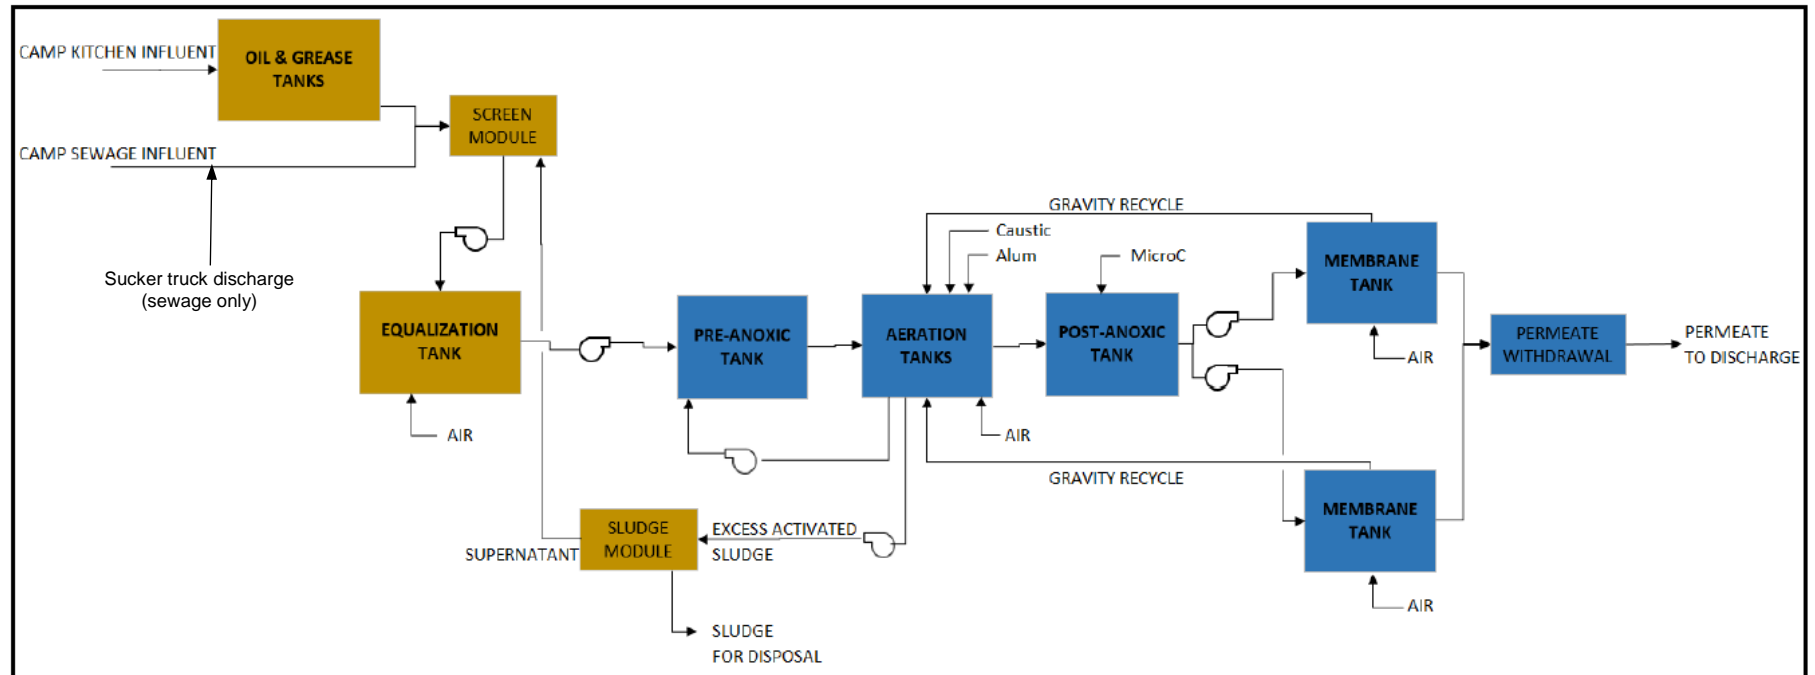 CAMP KITCHEN INFLUENT
OIL & GREASE
TANKS
SCREEN
MODULE
CAMP SEWAGE INFLUENT
Sucker truck discharge
(sewage only)
EQUALIZATION
TANK
AIR
PRE-ANOXIC
TANK
GRAVITY RECYCLE
Caustic
Alum
AERATION
TANKS
AIR
MicroC
POST-ANOXIC
TANK
MEMBRANE
TANK
AIR
PERMEATE
WITHDRAWAL
PERMEATE
TO DISCHARGE
GRAVITY RECYCLE
MEMBRANE
TANK
AIR
EXCESS ACTIVATED
SLUDGE
SLUDGE
MODULE
SUPERNATANT
SLUDGE
FOR DISPOSAL